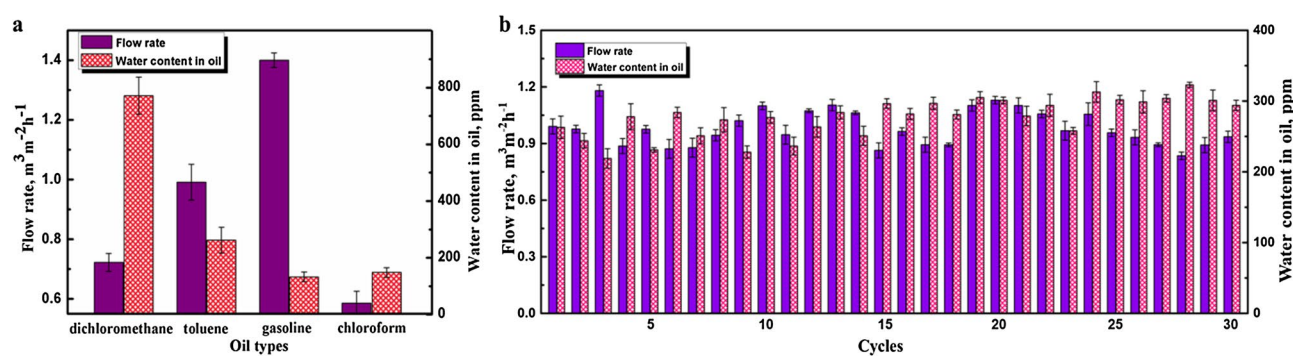 a
Flow rate
Water content in oil
Flow rate, m³m⁻²h⁻¹
1.4
1.2
1.0
0.8
0.6
800
600
400
200
0
Water content in oil, ppm
dichloromethane toluene gasoline chloroform
Oil types
b
Flow rate
Water content in oil
Flow rate, m³m⁻²h⁻¹
1.5
1.2
0.9
0.6
0.3
0.0
400
300
200
100
0
Water content in oil, ppm
5 10 15 20 25 30
Cycles